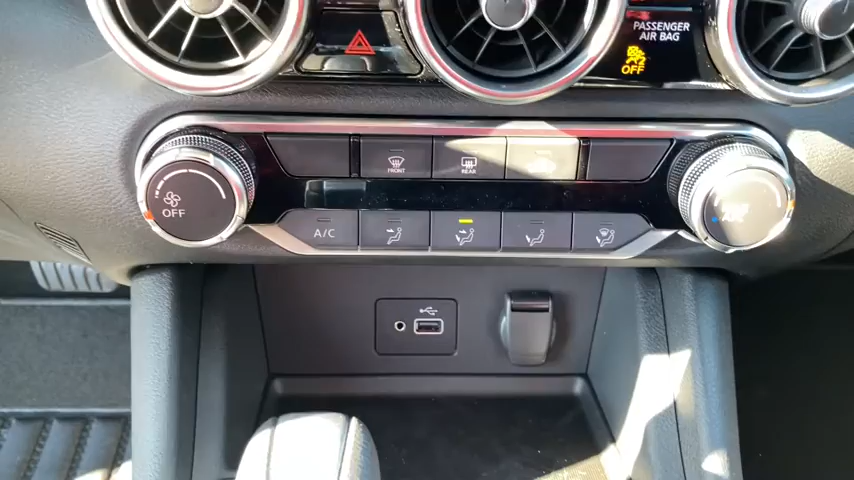 PASSENGER
AIR BAG
OFF
FRONT
REAR
OFF
A/C